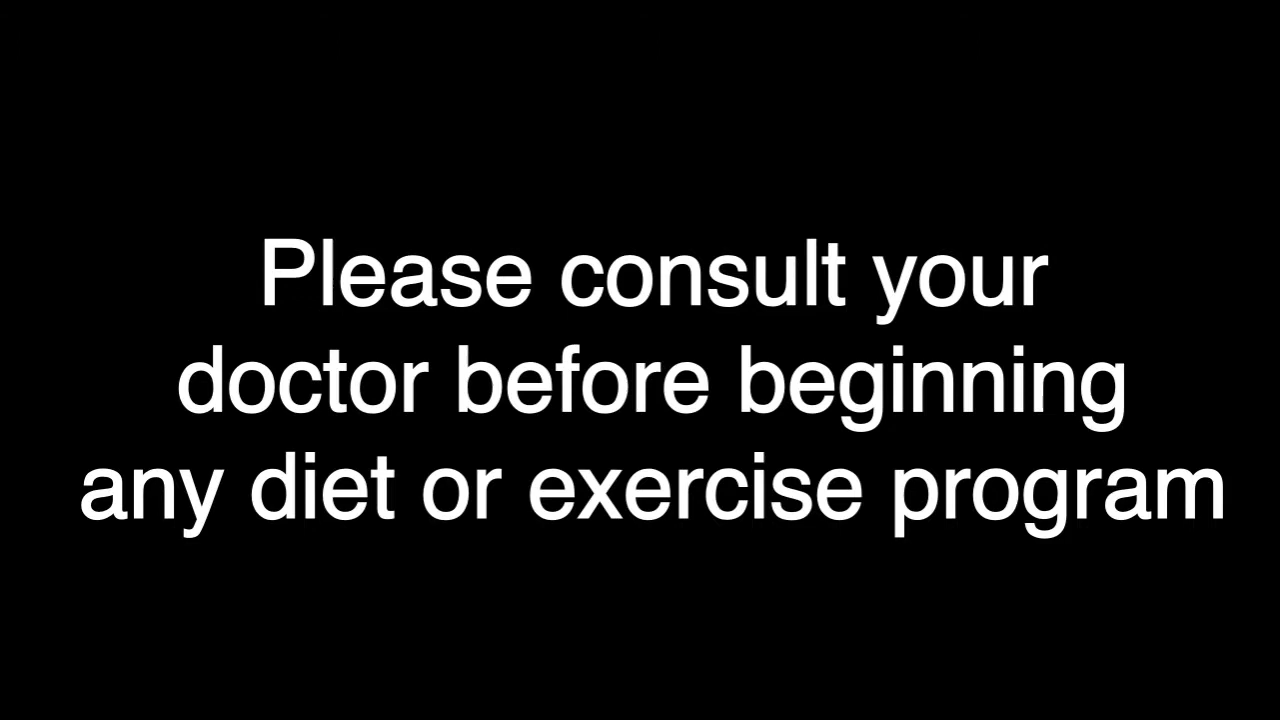 Please consult your
doctor before beginning
any diet or exercise program